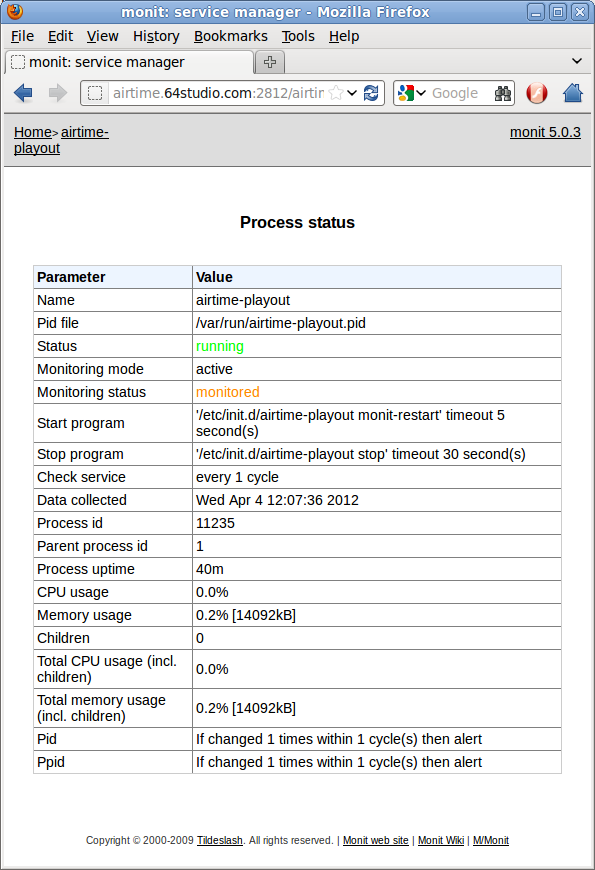 monit: service manager - Mozilla Firefox
File Edit View History Bookmarks Tools Help
monit: service manager
airtime.64studio.com:2812/airtin Google
Home> airtime- monit 5.0.3
playout
Process status
Parameter Value
Name airtime-playout
Pid file /var/run/airtime-playout.pid
Status running
Monitoring mode active
Monitoring status monitored
Start program '/etc/init.d/airtime-playout monit-restart' timeout 5
second(s)
Stop program '/etc/init.d/airtime-playout stop' timeout 30 second(s)
Check service every 1 cycle
Data collected Wed Apr 4 12:07:36 2012
Process id 11235
Parent process id 1
Process uptime 40m
CPU usage 0.0%
Memory usage 0.2% [14092kB]
Children 0
Total CPU usage (incl.
children) 0.0%
Total memory usage
(incl. children) 0.2% [14092kB]
Pid If changed 1 times within 1 cycle(s) then alert
Ppid If changed 1 times within 1 cycle(s) then alert
Copyright © 2000-2009 Tildeslash. All rights reserved. | Monit web site | Monit Wiki | M/Monit